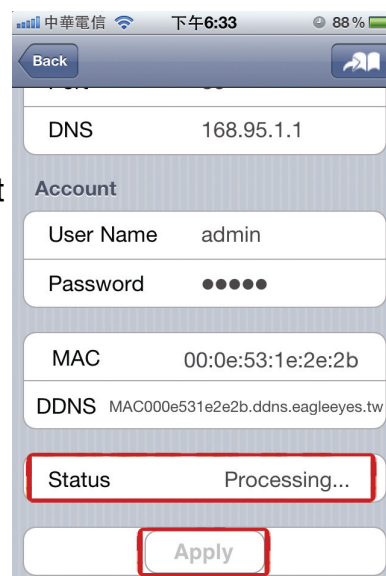 中華電信 下午6:33 88%
Back
DNS 168.95.1.1
t
Account
User Name admin
Password ●●●●●
MAC 00:0e:53:1e:2e:2b
DDNS MAC000e531e2e2b.ddns.eagleeyes.tw
Status Processing...
Apply